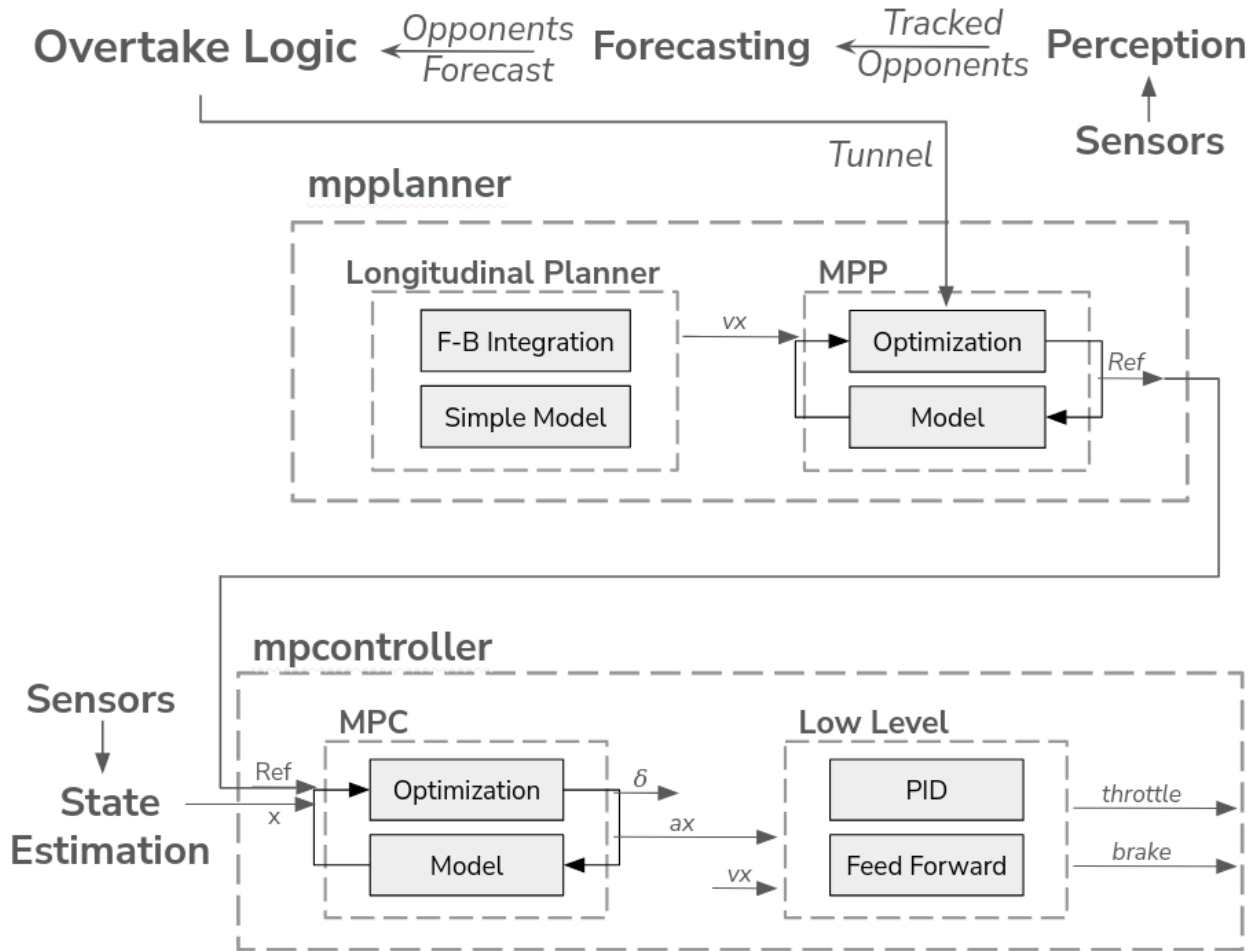 Overtake Logic
Opponents
Forecast
Forecasting
Tracked
Opponents
Perception
Sensors
Tunnel
mpplanner
Longitudinal Planner
F-B Integration
Simple Model
vx
MPP
Optimization
Model
Ref
mpcontroller
Sensors
State
Estimation
Ref
x
MPC
Optimization
Model
δ
ax
vx
Low Level
PID
Feed Forward
throttle
brake